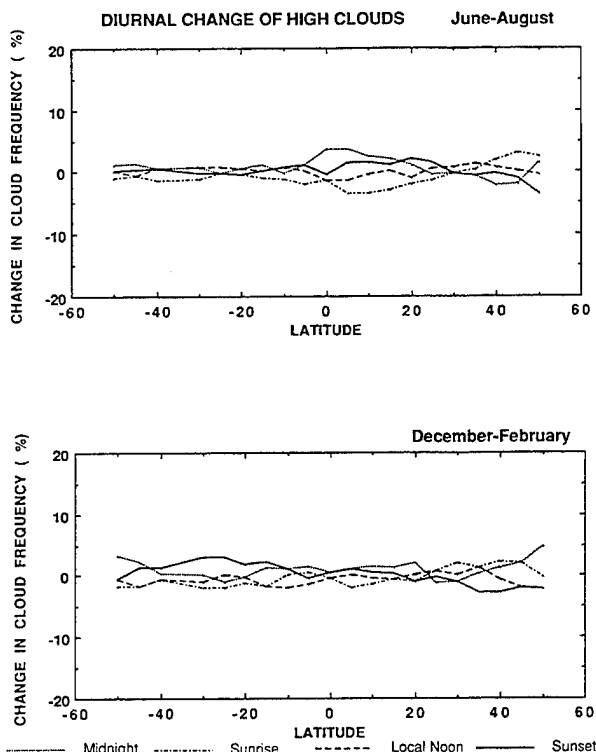 DIURNAL CHANGE OF HIGH CLOUDS June-August
CHANGE IN CLOUD FREQUENCY ( %)
20
10
0
-10
-20
-60 -40 -20 0 20 40 60
LATITUDE
December-February
CHANGE IN CLOUD FREQUENCY ( %)
20
10
0
-10
-20
-60 -40 -20 0 20 40 60
LATITUDE
Midnight Sunrise Local Noon Sunset